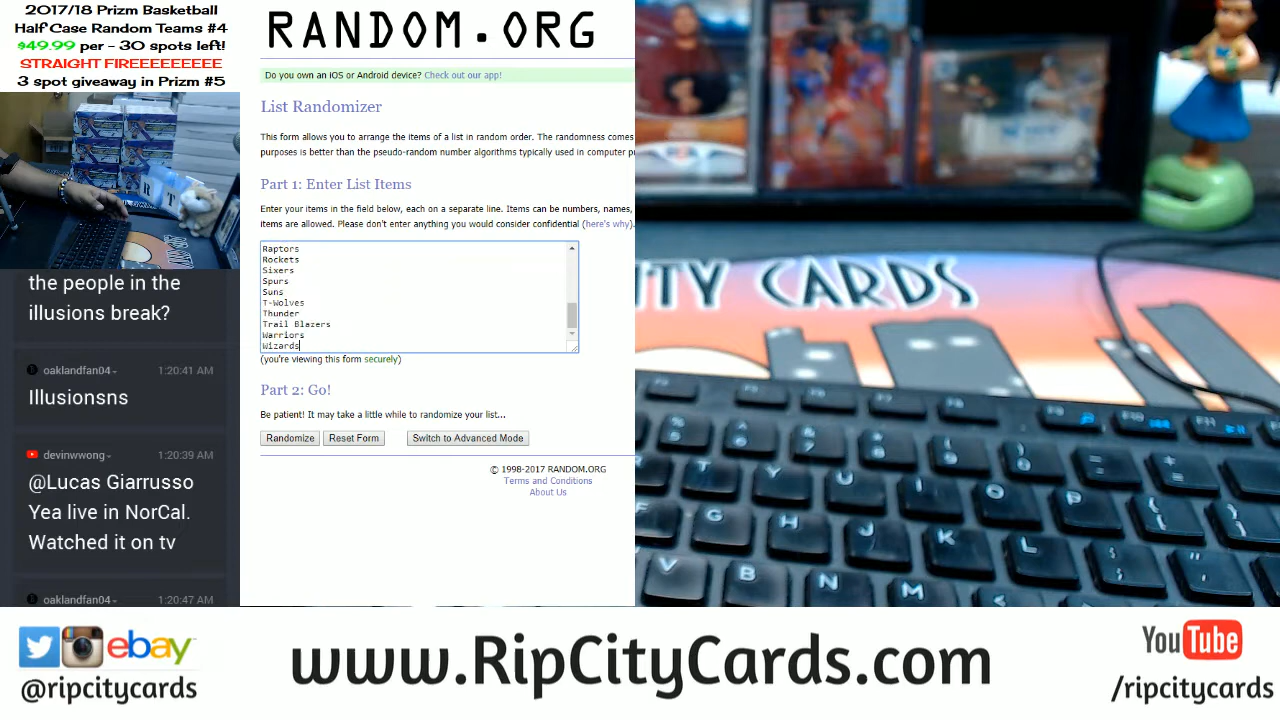 2017/18 Prizm Basketball
Half Case Random Teams #4
$49.99 per - 30 spots left!
STRAIGHT FIREEEEEEEEE
3 spot giveaway in Prizm #5
the people in the
illusions break?
oaklandfan04
1:20:41 AM
Illusionsns
devinwwong
1:20:39 AM
@Lucas Giarrusso
Yea live in NorCal.
Watched it on tv
oaklandfan04
1:20:47 AM
RANDOM.ORG
Do you own an iOS or Android device? Check out our app!
List Randomizer
This form allows you to arrange the items of a list in random order. The randomness comes
purposes is better than the pseudo-random number algorithms typically used in computer
Part 1: Enter List Items
Enter your items in the field below, each on a separate line. Items can be numbers, names,
items are allowed. Please don't enter anything you would consider confidential (here's why).
Raptors
Rockets
Sixers
Spurs
Suns
T-Wolves
Thunder
Trail Blazers
Warriors
Wizards
(you're viewing this form securely)
Part 2: Go!
Be patient! It may take a little while to randomize your list...
Randomize Reset Form Switch to Advanced Mode
© 1998-2017 RANDOM.ORG
Terms and Conditions
About Us
ITY CARDS
R T Y U I O P
F G H J K L
V B N M
ebay
@ripcitycards
www.RipCityCards.com
YouTube
/ripcitycards